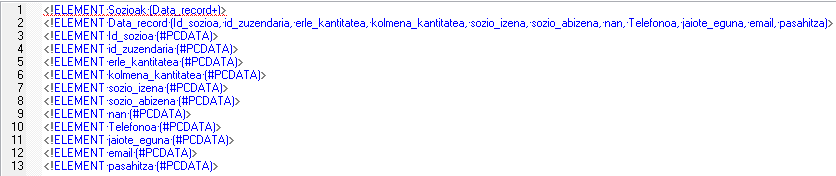 1 <!ELEMENT Sozioak (Data_record+)>
2 <!ELEMENT Data_record (Id_sozioa, id_zuzendaria, erle_kantitatea, kolmena_kantitatea, sozio_izena, sozio_abizena, nan, Telefonoa, jaiote_eguna, email, pasahitza)>
3 <!ELEMENT Id_sozioa (#PCDATA)>
4 <!ELEMENT id_zuzendaria (#PCDATA)>
5 <!ELEMENT erle_kantitatea (#PCDATA)>
6 <!ELEMENT kolmena_kantitatea (#PCDATA)>
7 <!ELEMENT sozio_izena (#PCDATA)>
8 <!ELEMENT sozio_abizena (#PCDATA)>
9 <!ELEMENT nan (#PCDATA)>
10 <!ELEMENT Telefonoa (#PCDATA)>
11 <!ELEMENT jaiote_eguna (#PCDATA)>
12 <!ELEMENT email (#PCDATA)>
13 <!ELEMENT pasahitza (#PCDATA)>